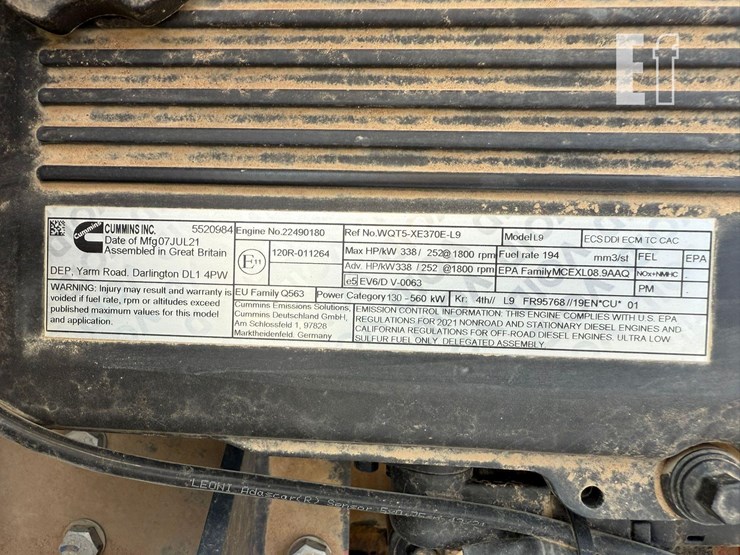 Ef
Cummins
CUMMINS INC. 5520984
Date of Mfg 07JUL21
Assembled in Great Britain
DEP, Yarm Road. Darlington DL1 4PW
WARNING: Injury may result and warranty
is voided if fuel rate, rpm or altitudes exceed
published maximum values for this model
and application.
Engine No. 22490180
E11 120R-011264
EU Family Q563
Cummins Emissions Solutions,
Cummins Deutschland GmbH,
Am Schlossfeld 1, 97828
Marktheidenfeld. Germany
Ref No. WQT5-XE370E-L9
Max HP/kW 338 / 252 @ 1800 rpm
Adv. HP/kW 338 / 252 @ 1800 rpm
e5 EV6/D V-0063
Power Category 130 - 560 kW
Kr: 4th// L9 FR95768//19EN*CU* 01
Model L9
ECS DDI ECM TC CAC
Fuel rate 194 mm3/st
FEL EPA
EPA Family MCEXL08.9AAQ
NOx+NMHC -
PM -
EMISSION CONTROL INFORMATION: THIS ENGINE COMPLIES WITH U.S. EPA
REGULATIONS FOR 2021 NONROAD AND STATIONARY DIESEL ENGINES AND
CALIFORNIA REGULATIONS FOR OFF-ROAD DIESEL ENGINES. ULTRA LOW
SULFUR FUEL ONLY. DELEGATED ASSEMBLY
LEONI Adascar(R) Sensor